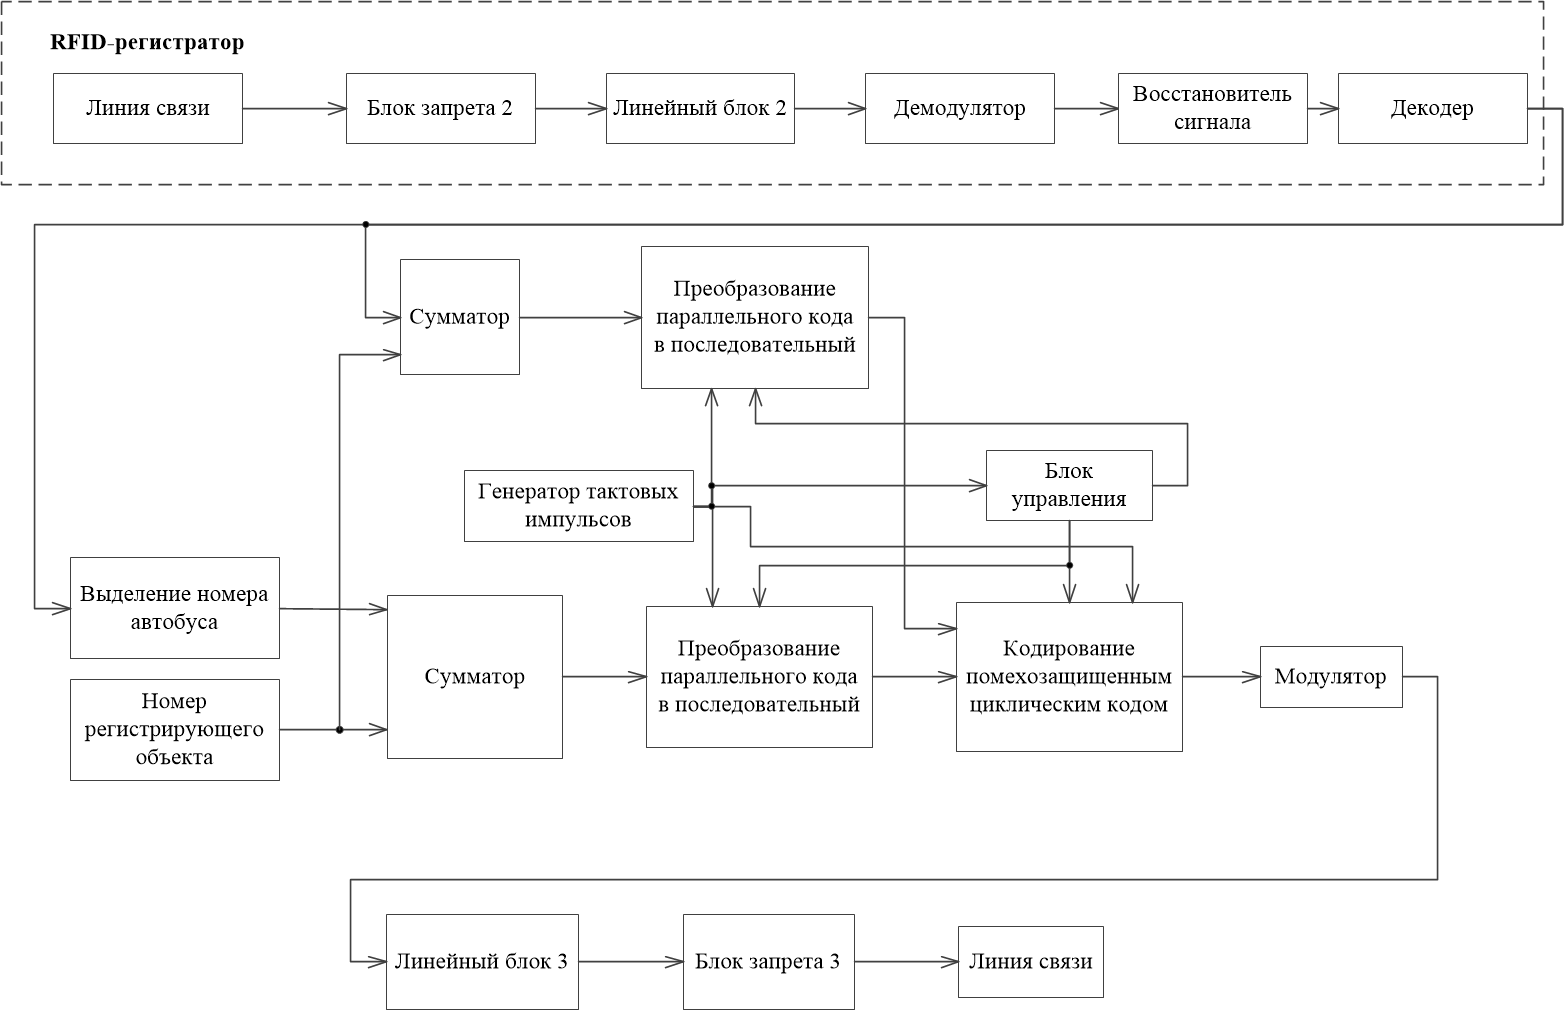 RFID-регистратор
Линия связи
Блок запрета 2
Линейный блок 2
Демодулятор
Восстановитель
сигнала
Декодер
Сумматор
Преобразование
параллельного кода
в последовательный
Генератор тактовых
импульсов
Блок
управления
Выделение номера
автобуса
Номер
регистрирующего
объекта
Сумматор
Преобразование
параллельного кода
в последовательный
Кодирование
помехозащищенным
циклическим кодом
Модулятор
Линейный блок 3
Блок запрета 3
Линия связи